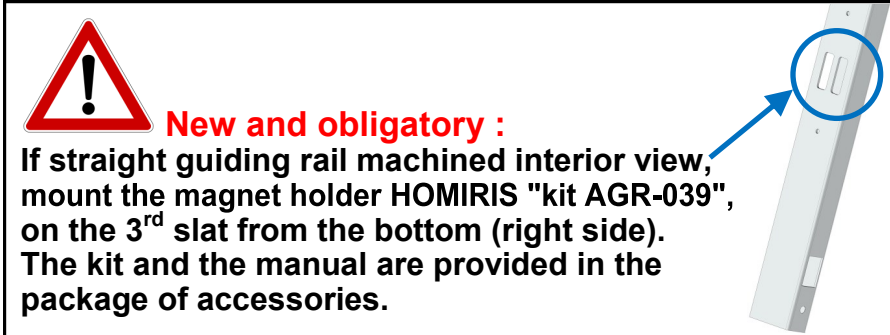 New and obligatory :
If straight guiding rail machined interior view,
mount the magnet holder HOMIRIS "kit AGR-039",
on the 3rd slat from the bottom (right side).
The kit and the manual are provided in the
package of accessories.